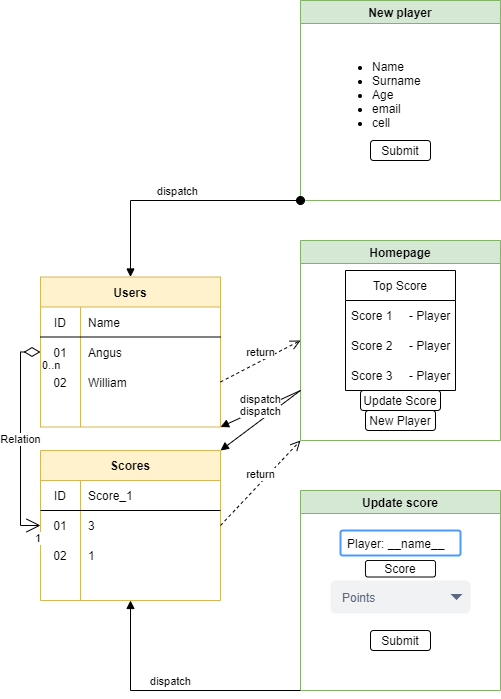 New player
Name
Surname
Age
email
cell
Submit
dispatch
Homepage
Top Score
Score 1 - Player
Score 2 - Player
Score 3 - Player
Update Score
New Player
Users
ID Name
01 Angus
0..n
02 William
return
dispatch
dispatch
Relation
Scores
ID Score_1
01 3
1
02 1
return
Update score
Player: __name__
Score
Points
Submit
dispatch